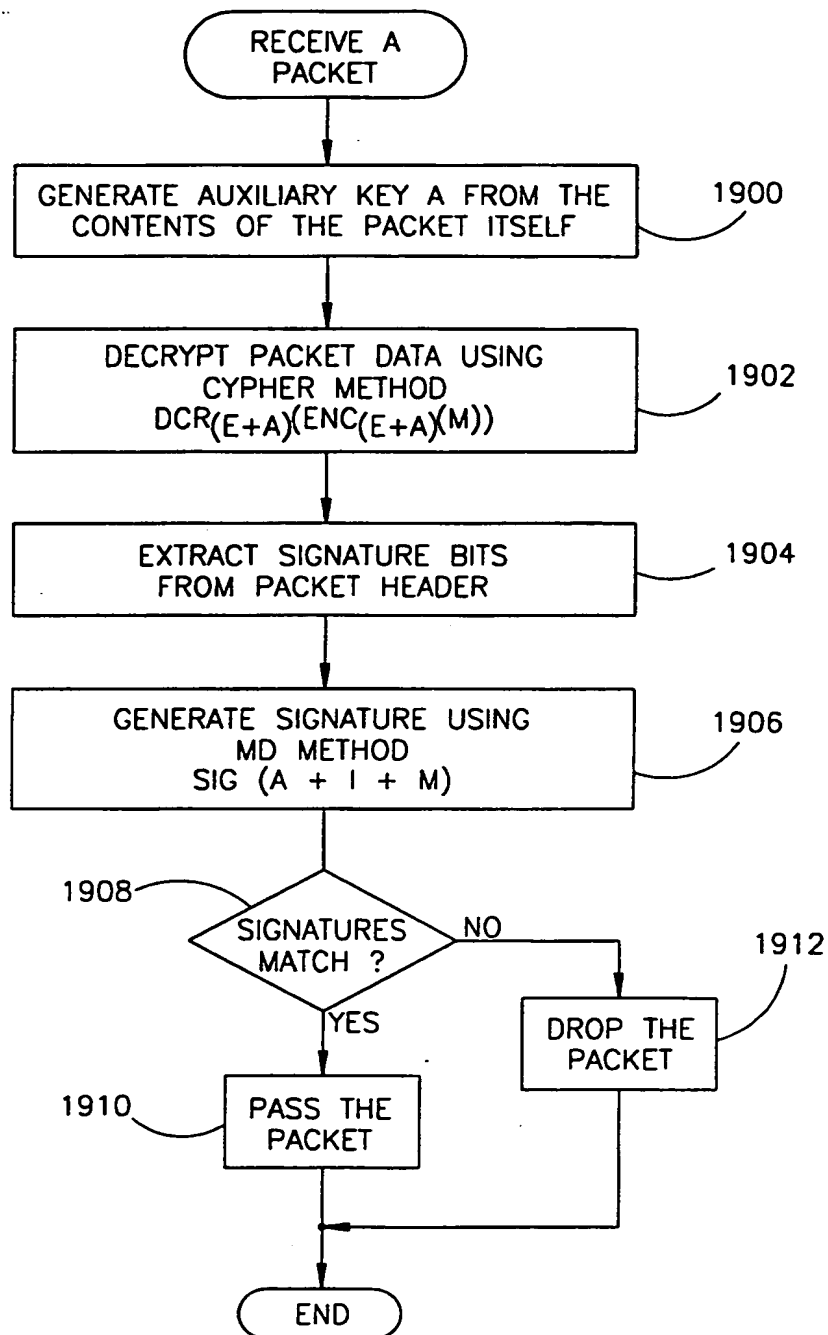 RECEIVE A
PACKET
GENERATE AUXILIARY KEY A FROM THE
CONTENTS OF THE PACKET ITSELF
1900
DECRYPT PACKET DATA USING
CYPHER METHOD
DCR(E+A)(ENC(E+A)(M))
1902
EXTRACT SIGNATURE BITS
FROM PACKET HEADER
1904
GENERATE SIGNATURE USING
MD METHOD
SIG (A + I + M)
1906
1908
SIGNATURES
MATCH ?
NO
YES
1912
DROP THE
PACKET
1910
PASS THE
PACKET
END